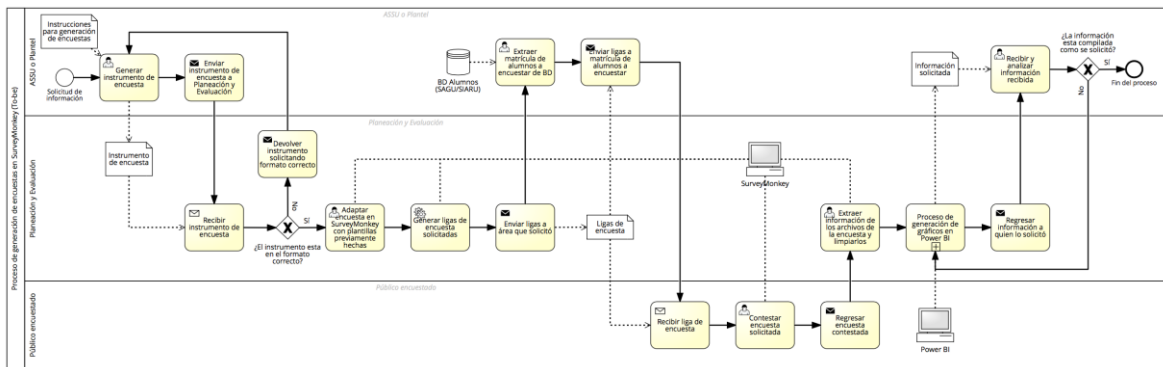 Proceso de generación de encuestas en SurveyMonkey (To-be)
ASSU o Plantel
ASSU o Plantel
Instrucciones
para generación
de encuestas
Solicitud de
información
Generar
instrumento de
encuesta
Enviar
instrumento de
encuesta a
Planeación y
Evaluación
BD Alumnos
(SAGU/SIARU)
Extraer
matrícula de
alumnos a
encuestar de BD
Enviar ligas a
matrícula de
alumnos a
encuestar
Información
solicitada
Recibir y
analizar
información
recibida
¿La información
esta compilada
como se solicitó?
Sí
No
Fin del proceso
Planeación y Evaluación
Planeación y Evaluación
Instrumento
de encuesta
Devolver
instrumento
solicitando
formato correcto
No
Recibir
instrumento de
encuesta
Sí
¿El instrumento esta
en el formato
correcto?
Adaptar
encuesta en
SurveyMonkey
con plantillas
previamente
hechas
Generar ligas de
encuesta
solicitadas
Enviar ligas a
área que solicitó
Ligas de
encuesta
SurveyMonkey
Extraer
información de
los archivos de
la encuesta y
limpiarlos
Proceso de
generación de
gráficos en
Power BI
Regresar
información a
quien lo solicitó
Público encuestado
Público encuestado
Recibir liga de
encuesta
Contestar
encuesta
solicitada
Regresar
encuesta
contestada
Power BI